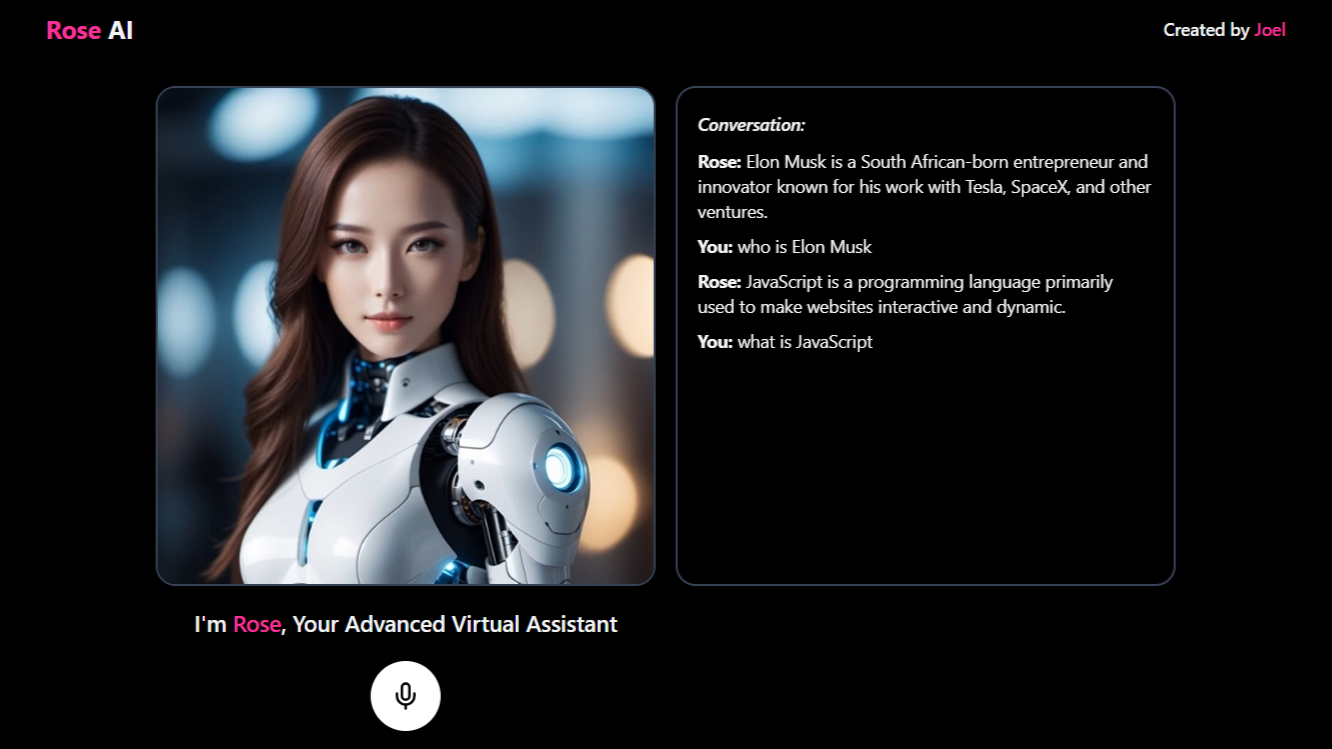 Rose AI
Created by Joel
Conversation:
Rose: Elon Musk is a South African-born entrepreneur and
innovator known for his work with Tesla, SpaceX, and other
ventures.
You: who is Elon Musk
Rose: JavaScript is a programming language primarily
used to make websites interactive and dynamic.
You: what is JavaScript
I'm Rose, Your Advanced Virtual Assistant